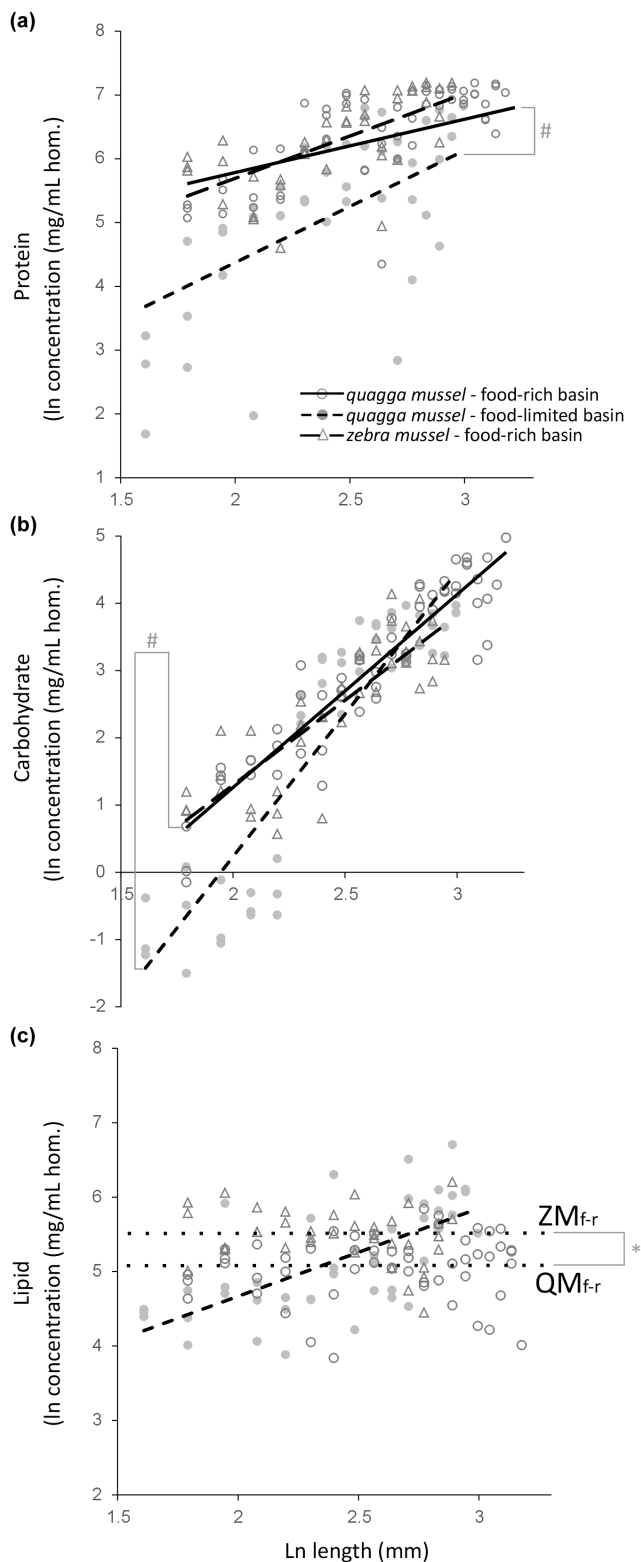 (a)
8
7
6
5
4
3
2
1
Protein
(ln concentration (mg/mL hom.)
#
quagga mussel - food-rich basin
quagga mussel - food-limited basin
zebra mussel - food-rich basin
1.5 2 2.5 3
(b)
5
4
3
2
1
0
-1
-2
Carbohydrate
(ln concentration (mg/mL hom.)
#
1.5 2 2.5 3
(c)
8
7
6
5
4
3
2
Lipid
(ln concentration (mg/mL hom.)
ZMf-r
*
QMf-r
1.5 2 2.5 3
Ln length (mm)